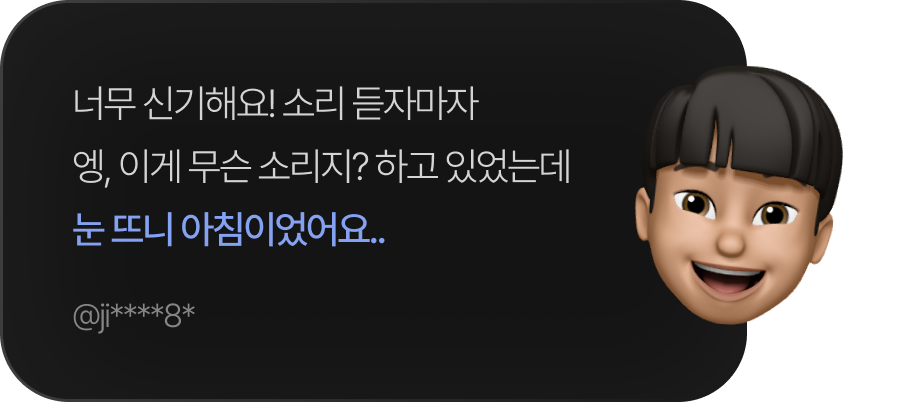 너무 신기해요! 소리 듣자마자
엥, 이게 무슨 소리지? 하고 있었는데
눈 뜨니 아침이었어요..
@ji****8*